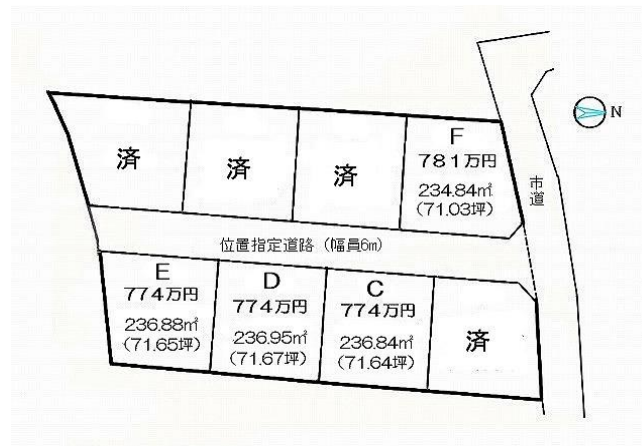 済
済
済
F
781万円
234.84㎡
(71.03坪)
N
市道
位置指定道路 (幅員6m)
E
774万円
236.88㎡
(71.65坪)
D
774万円
236.95㎡
(71.67坪)
C
774万円
236.84㎡
(71.64坪)
済